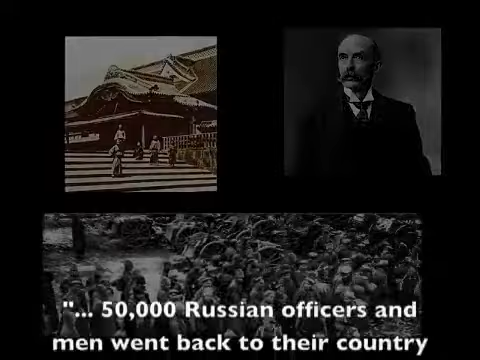 "... 50,000 Russian officers and
men went back to their country